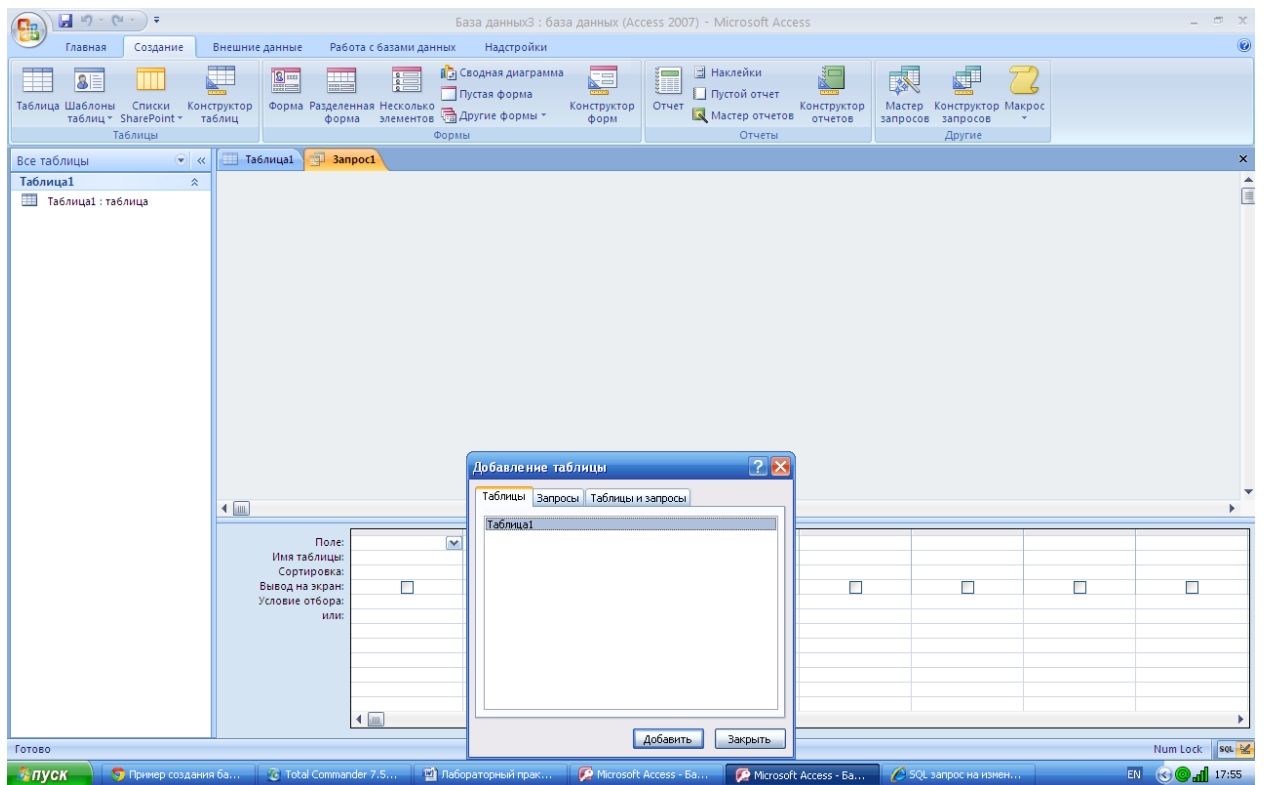 База данных3 : база данных (Access 2007) - Microsoft Access
Главная Создание Внешние данные Работа с базами данных Надстройки
Таблица Шаблоны таблиц Списки SharePoint Конструктор таблиц
Таблицы
Форма Разделенная форма Несколько элементов
Сводная диаграмма
Пустая форма
Другие формы
Конструктор форм
Формы
Отчет
Наклейки
Пустой отчет
Мастер отчетов
Конструктор отчетов
Отчеты
Мастер запросов Конструктор запросов Макрос
Другие
Все таблицы
Таблица1 Запрос1
Таблица1
Таблица1 : таблица
Добавление таблицы
Таблицы Запросы Таблицы и запросы
Таблица1
Добавить Закрыть
Поле:
Имя таблицы:
Сортировка:
Вывод на экран:
Условие отбора:
или:
Готово
Num Lock SQL
пуск Пример создания ба... Total Commander 7.5... Лабораторный прак... Microsoft Access - Ба... Microsoft Access - Ба... SQL запрос на измен... EN 17:55